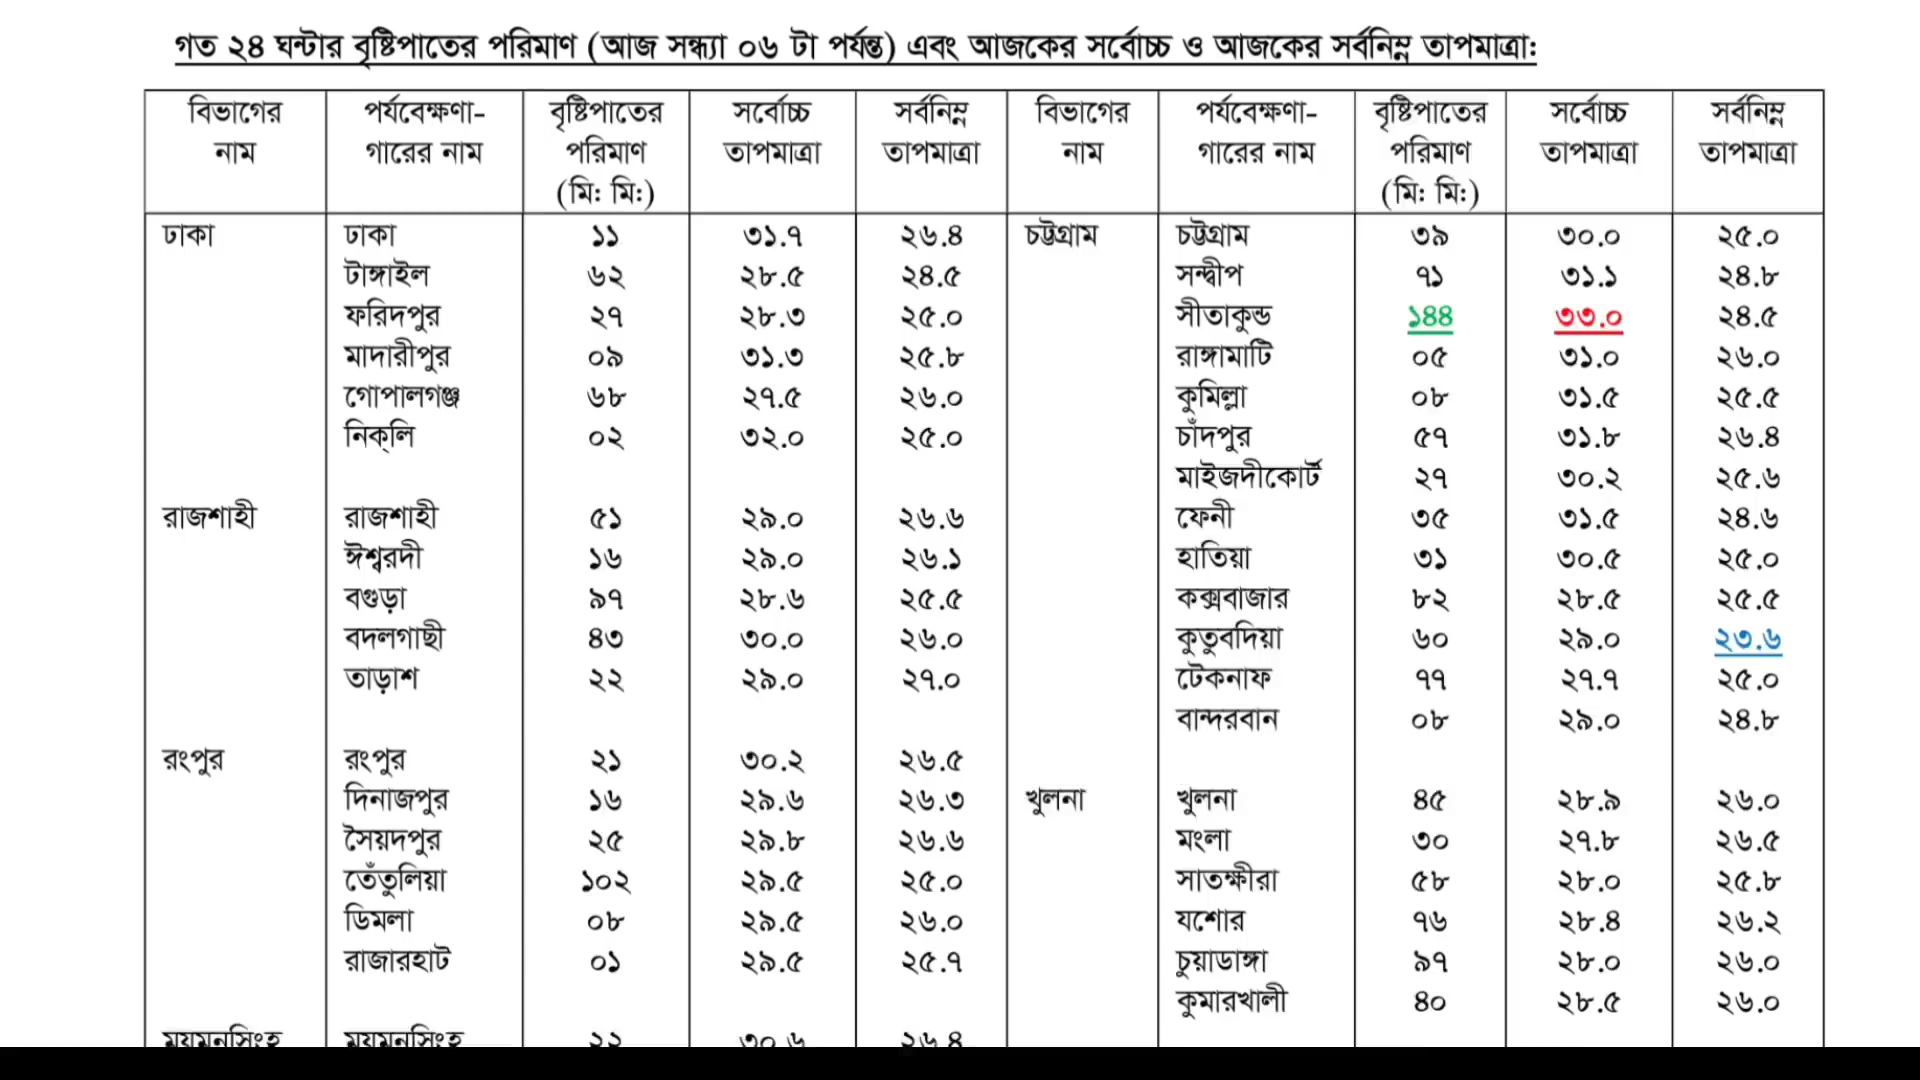 গত ২৪ ঘন্টার বৃষ্টিপাতের পরিমাণ (আজ সন্ধ্যা ০৬ টা পর্যন্ত) এবং আজকের সর্বোচ্চ ও আজকের সর্বনিম্ন তাপমাত্রা:
বিভাগের নাম | পর্যবেক্ষণা-গারের নাম | বৃষ্টিপাতের পরিমাণ (মি: মি:) | সর্বোচ্চ তাপমাত্রা | সর্বনিম্ন তাপমাত্রা | বিভাগের নাম | পর্যবেক্ষণা-গারের নাম | বৃষ্টিপাতের পরিমাণ (মি: মি:) | সর্বোচ্চ তাপমাত্রা | সর্বনিম্ন তাপমাত্রা
ঢাকা ঢাকা ১১ ৩১.৭ ২৬.৪ চট্টগ্রাম চট্টগ্রাম ৩৯ ৩০.০ ২৫.০
টাঙ্গাইল ৬২ ২৮.৫ ২৪.৫ সন্দ্বীপ ৭১ ৩১.১ ২৪.৮
ফরিদপুর ২৭ ২৮.৩ ২৫.০ সীতাকুন্ড ১৪৪ ৩৩.০ ২৪.৫
মাদারীপুর ০৯ ৩১.৩ ২৫.৮ রাঙ্গামাটি ০৫ ৩১.০ ২৬.০
গোপালগঞ্জ ৬৮ ২৭.৫ ২৬.০ কুমিল্লা ০৮ ৩১.৫ ২৫.৫
নিক্‌লি ০২ ৩২.০ ২৫.০ চাঁদপুর ৫৭ ৩১.৮ ২৬.৪
মাইজদীকোর্ট ২৭ ৩০.২ ২৫.৬
রাজশাহী রাজশাহী ৫১ ২৯.০ ২৬.৬ ফেনী ৩৫ ৩১.৫ ২৪.৬
ঈশ্বরদী ১৬ ২৯.০ ২৬.১ হাতিয়া ৩১ ৩০.৫ ২৫.০
বগুড়া ৯৭ ২৮.৬ ২৫.৫ কক্সবাজার ৮২ ২৮.৫ ২৫.৫
বদলগাছী ৪৩ ৩০.০ ২৬.০ কুতুবদিয়া ৬০ ২৯.০ ২৩.৬
তাড়াশ ২২ ২৯.০ ২৭.০ টেকনাফ ৭৭ ২৭.৭ ২৫.০
বান্দরবান ০৮ ২৯.০ ২৪.৮
রংপুর রংপুর ২১ ৩০.২ ২৬.৫
দিনাজপুর ১৬ ২৯.৬ ২৬.৩ খুলনা খুলনা ৪৫ ২৮.৯ ২৬.০
সৈয়দপুর ২৫ ২৯.৮ ২৬.৬ মংলা ৩০ ২৭.৮ ২৬.৫
তেঁতুলিয়া ১০২ ২৯.৫ ২৫.০ সাতক্ষীরা ৫৮ ২৮.০ ২৫.৮
ডিমলা ০৮ ২৯.৫ ২৬.০ যশোর ৭৬ ২৮.৪ ২৬.২
রাজারহাট ০১ ২৯.৫ ২৫.৭ চুয়াডাঙ্গা ৯৭ ২৮.০ ২৬.০
কুমারখালী ৪০ ২৮.৫ ২৬.০
ময়মনসিংহ ময়মনসিংহ ২২ ৩০.৬ ২৬.৪